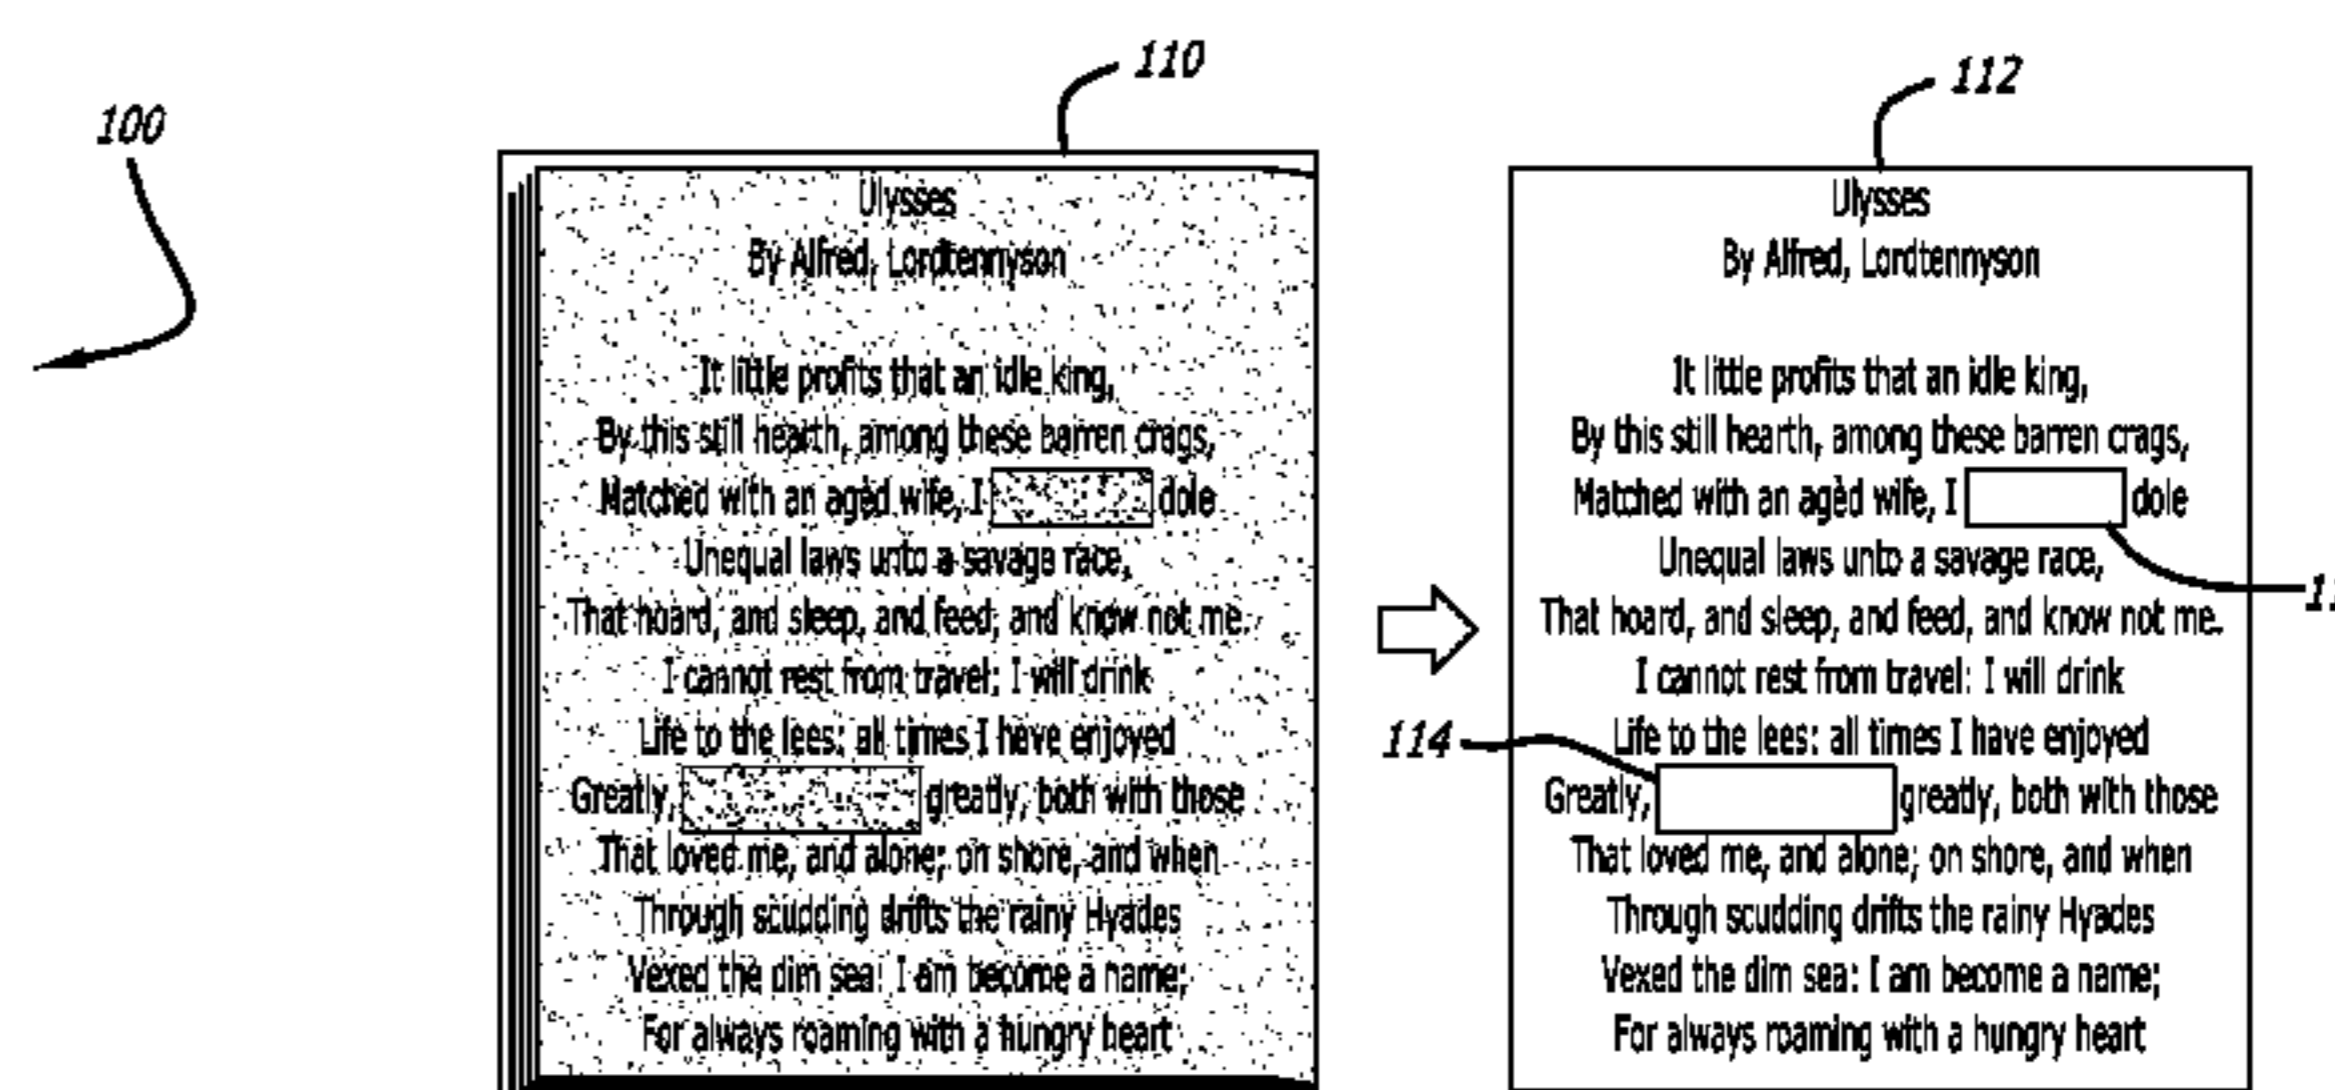 100
110
Ulysses
By Alfred, Lordtennyson
It little profits that an idle king,
By this still hearth, among these barren crags,
Matched with an agèd wife, I dole
Unequal laws unto a savage race,
That hoard, and sleep, and feed, and know not me.
I cannot rest from travel: I will drink
Life to the lees: all times I have enjoyed
Greatly, greatly, both with those
That loved me, and alone; on shore, and when
Through scudding drifts the rainy Hyades
Vexed the dim sea: I am become a name;
For always roaming with a hungry heart
112
Ulysses
By Alfred, Lordtennyson
It little profits that an idle king,
By this still hearth, among these barren crags,
Matched with an agèd wife, I dole
Unequal laws unto a savage race,
That hoard, and sleep, and feed, and know not me.
I cannot rest from travel: I will drink
Life to the lees: all times I have enjoyed
114
Greatly, greatly, both with those
That loved me, and alone; on shore, and when
Through scudding drifts the rainy Hyades
Vexed the dim sea: I am become a name;
For always roaming with a hungry heart